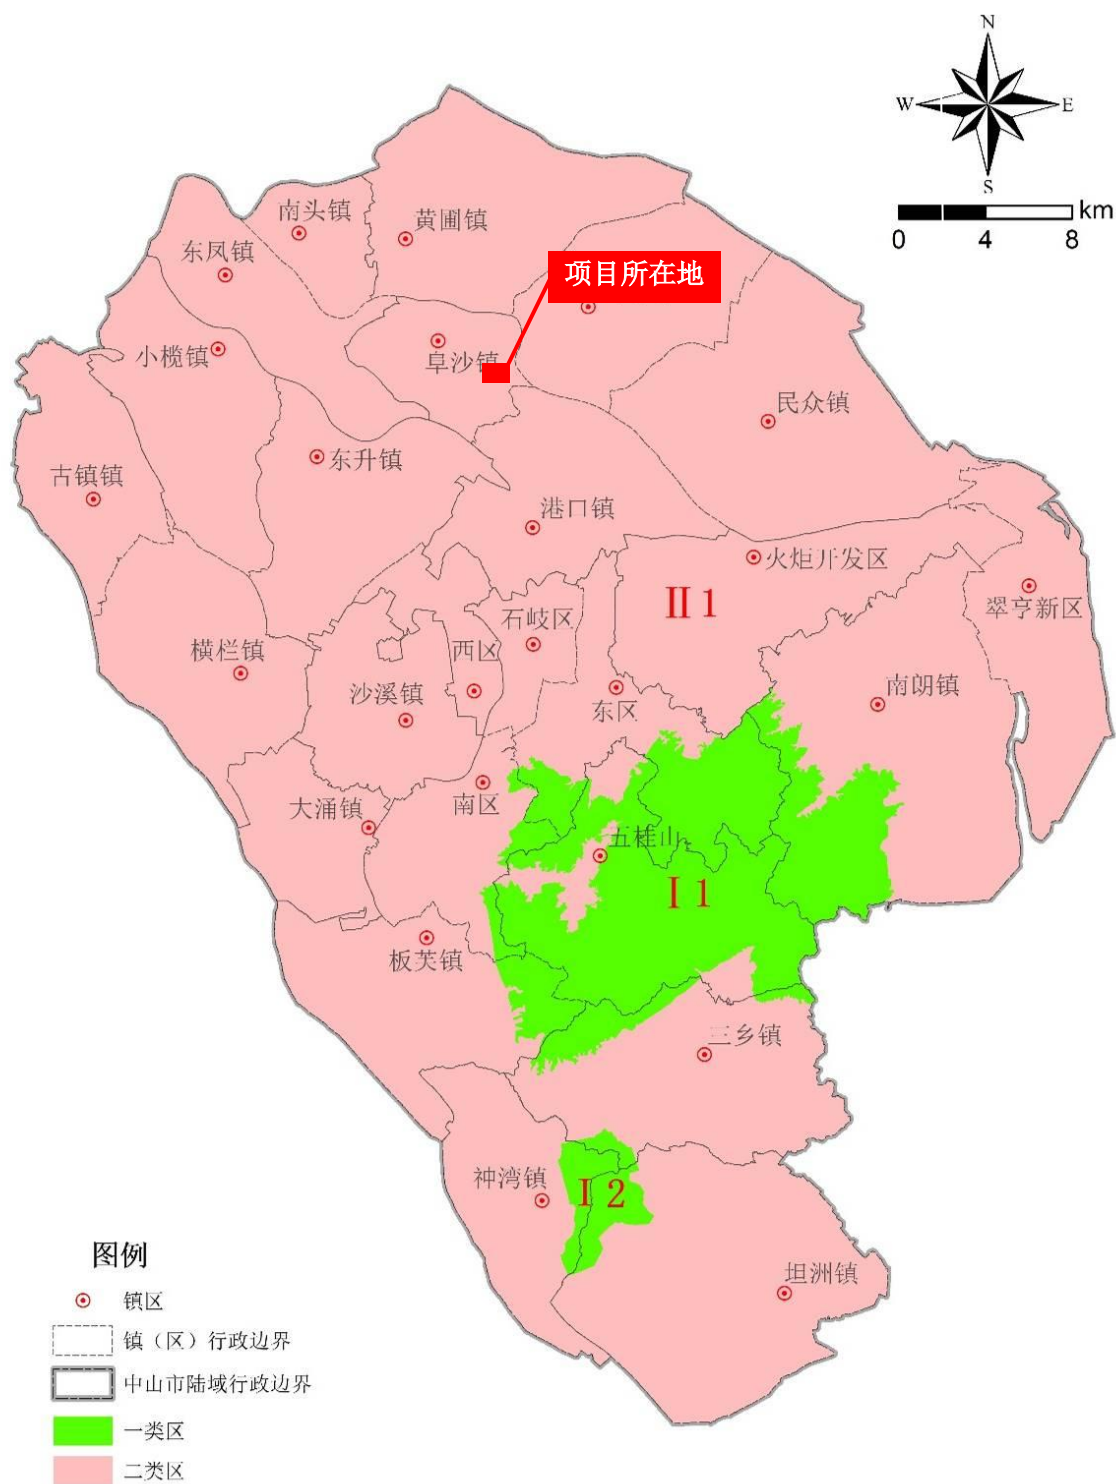 N
W E
S
km
0 4 8
南头镇
黄圃镇
东凤镇
项目所在地
小榄镇
阜沙镇
民众镇
古镇镇
东升镇
港口镇
火炬开发区
II 1
翠亨新区
石岐区
横栏镇
西区
沙溪镇
东区
南朗镇
南区
大涌镇
五桂山
I 1
板芙镇
三乡镇
神湾镇
I 2
坦洲镇
图例
镇区
镇（区）行政边界
中山市陆域行政边界
一类区
二类区